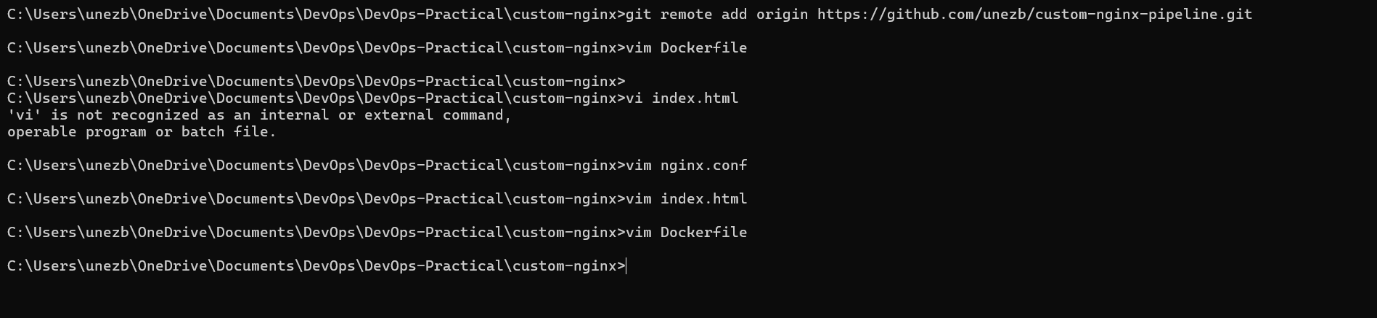 C:\Users\unezb\OneDrive\Documents\DevOps\DevOps-Practical\custom-nginx>git remote add origin https://github.com/unezb/custom-nginx-pipeline.git
C:\Users\unezb\OneDrive\Documents\DevOps\DevOps-Practical\custom-nginx>vim Dockerfile
C:\Users\unezb\OneDrive\Documents\DevOps\DevOps-Practical\custom-nginx>
C:\Users\unezb\OneDrive\Documents\DevOps\DevOps-Practical\custom-nginx>vi index.html
'vi' is not recognized as an internal or external command,
operable program or batch file.
C:\Users\unezb\OneDrive\Documents\DevOps\DevOps-Practical\custom-nginx>vim nginx.conf
C:\Users\unezb\OneDrive\Documents\DevOps\DevOps-Practical\custom-nginx>vim index.html
C:\Users\unezb\OneDrive\Documents\DevOps\DevOps-Practical\custom-nginx>vim Dockerfile
C:\Users\unezb\OneDrive\Documents\DevOps\DevOps-Practical\custom-nginx>